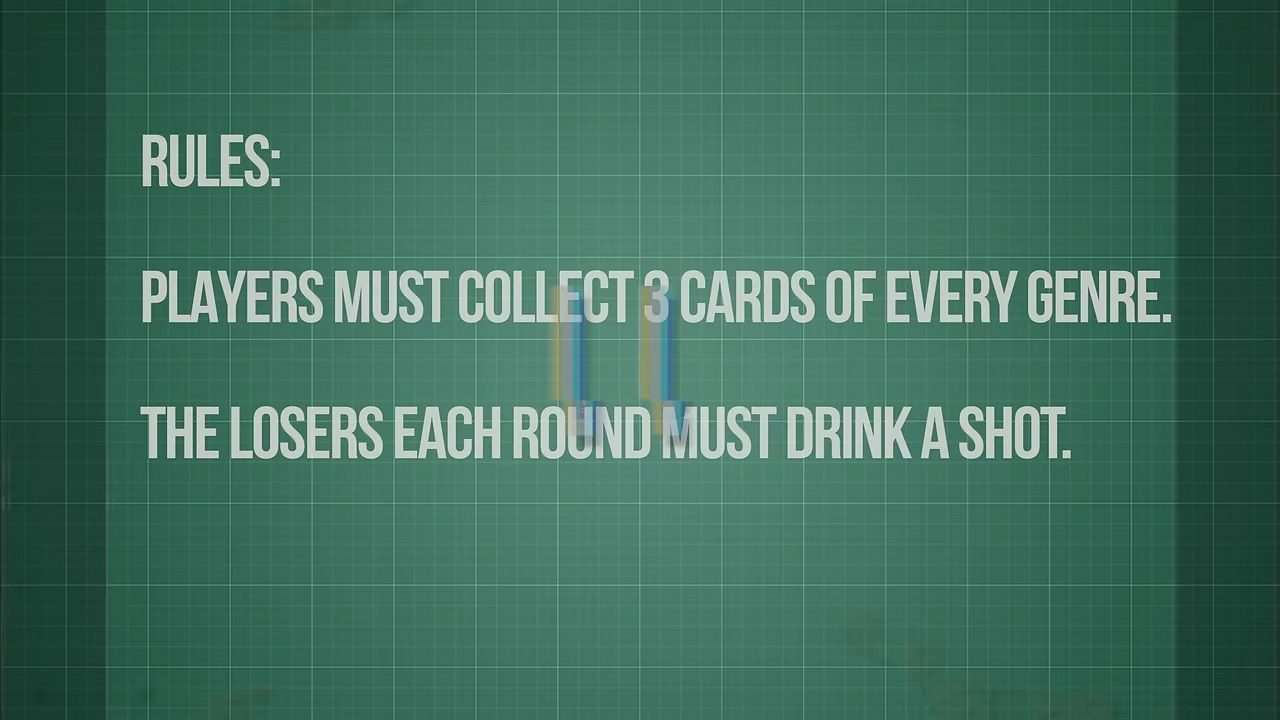 RULES:
PLAYERS MUST COLLECT 3 CARDS OF EVERY GENRE.
THE LOSERS EACH ROUND MUST DRINK A SHOT.